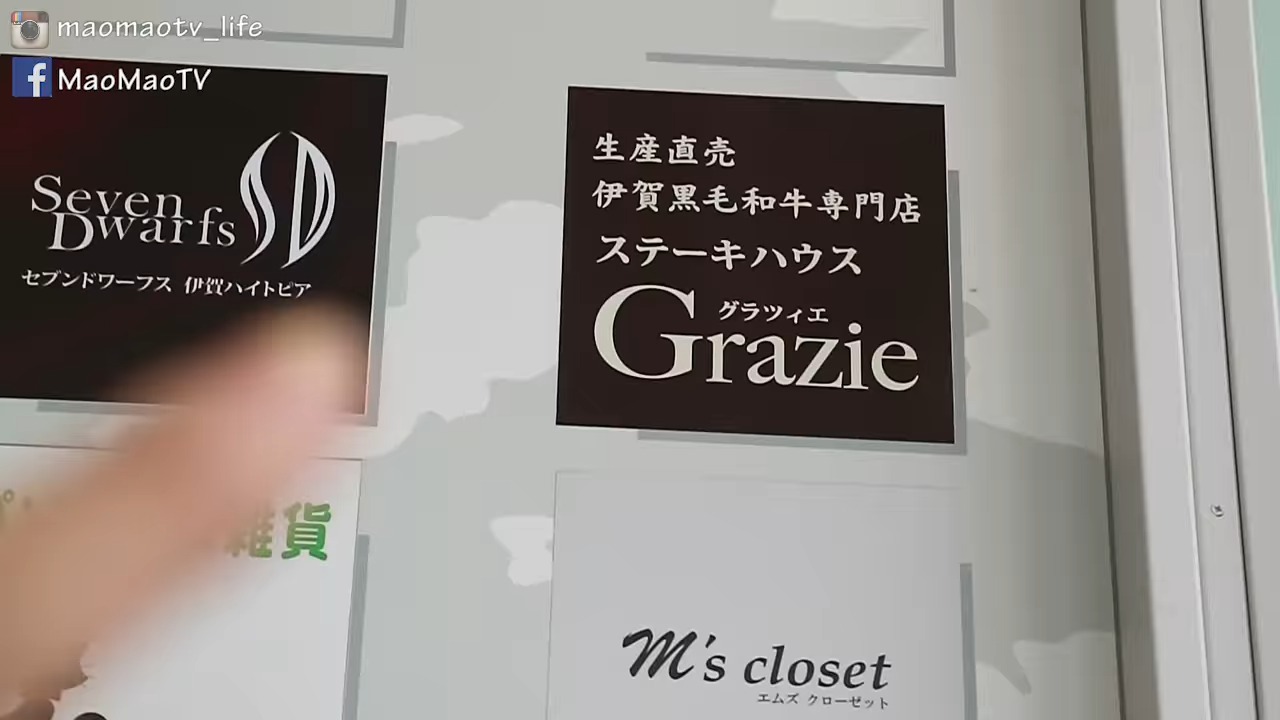 maomaotv_life
MaoMaoTV
Seven
Dwarfs
SD
セブンドワーフス 伊賀ハイトピア
生産直売
伊賀黒毛和牛専門店
ステーキハウス
グラツィエ
Grazie
雑貨
m's closet
エムズ クローゼット